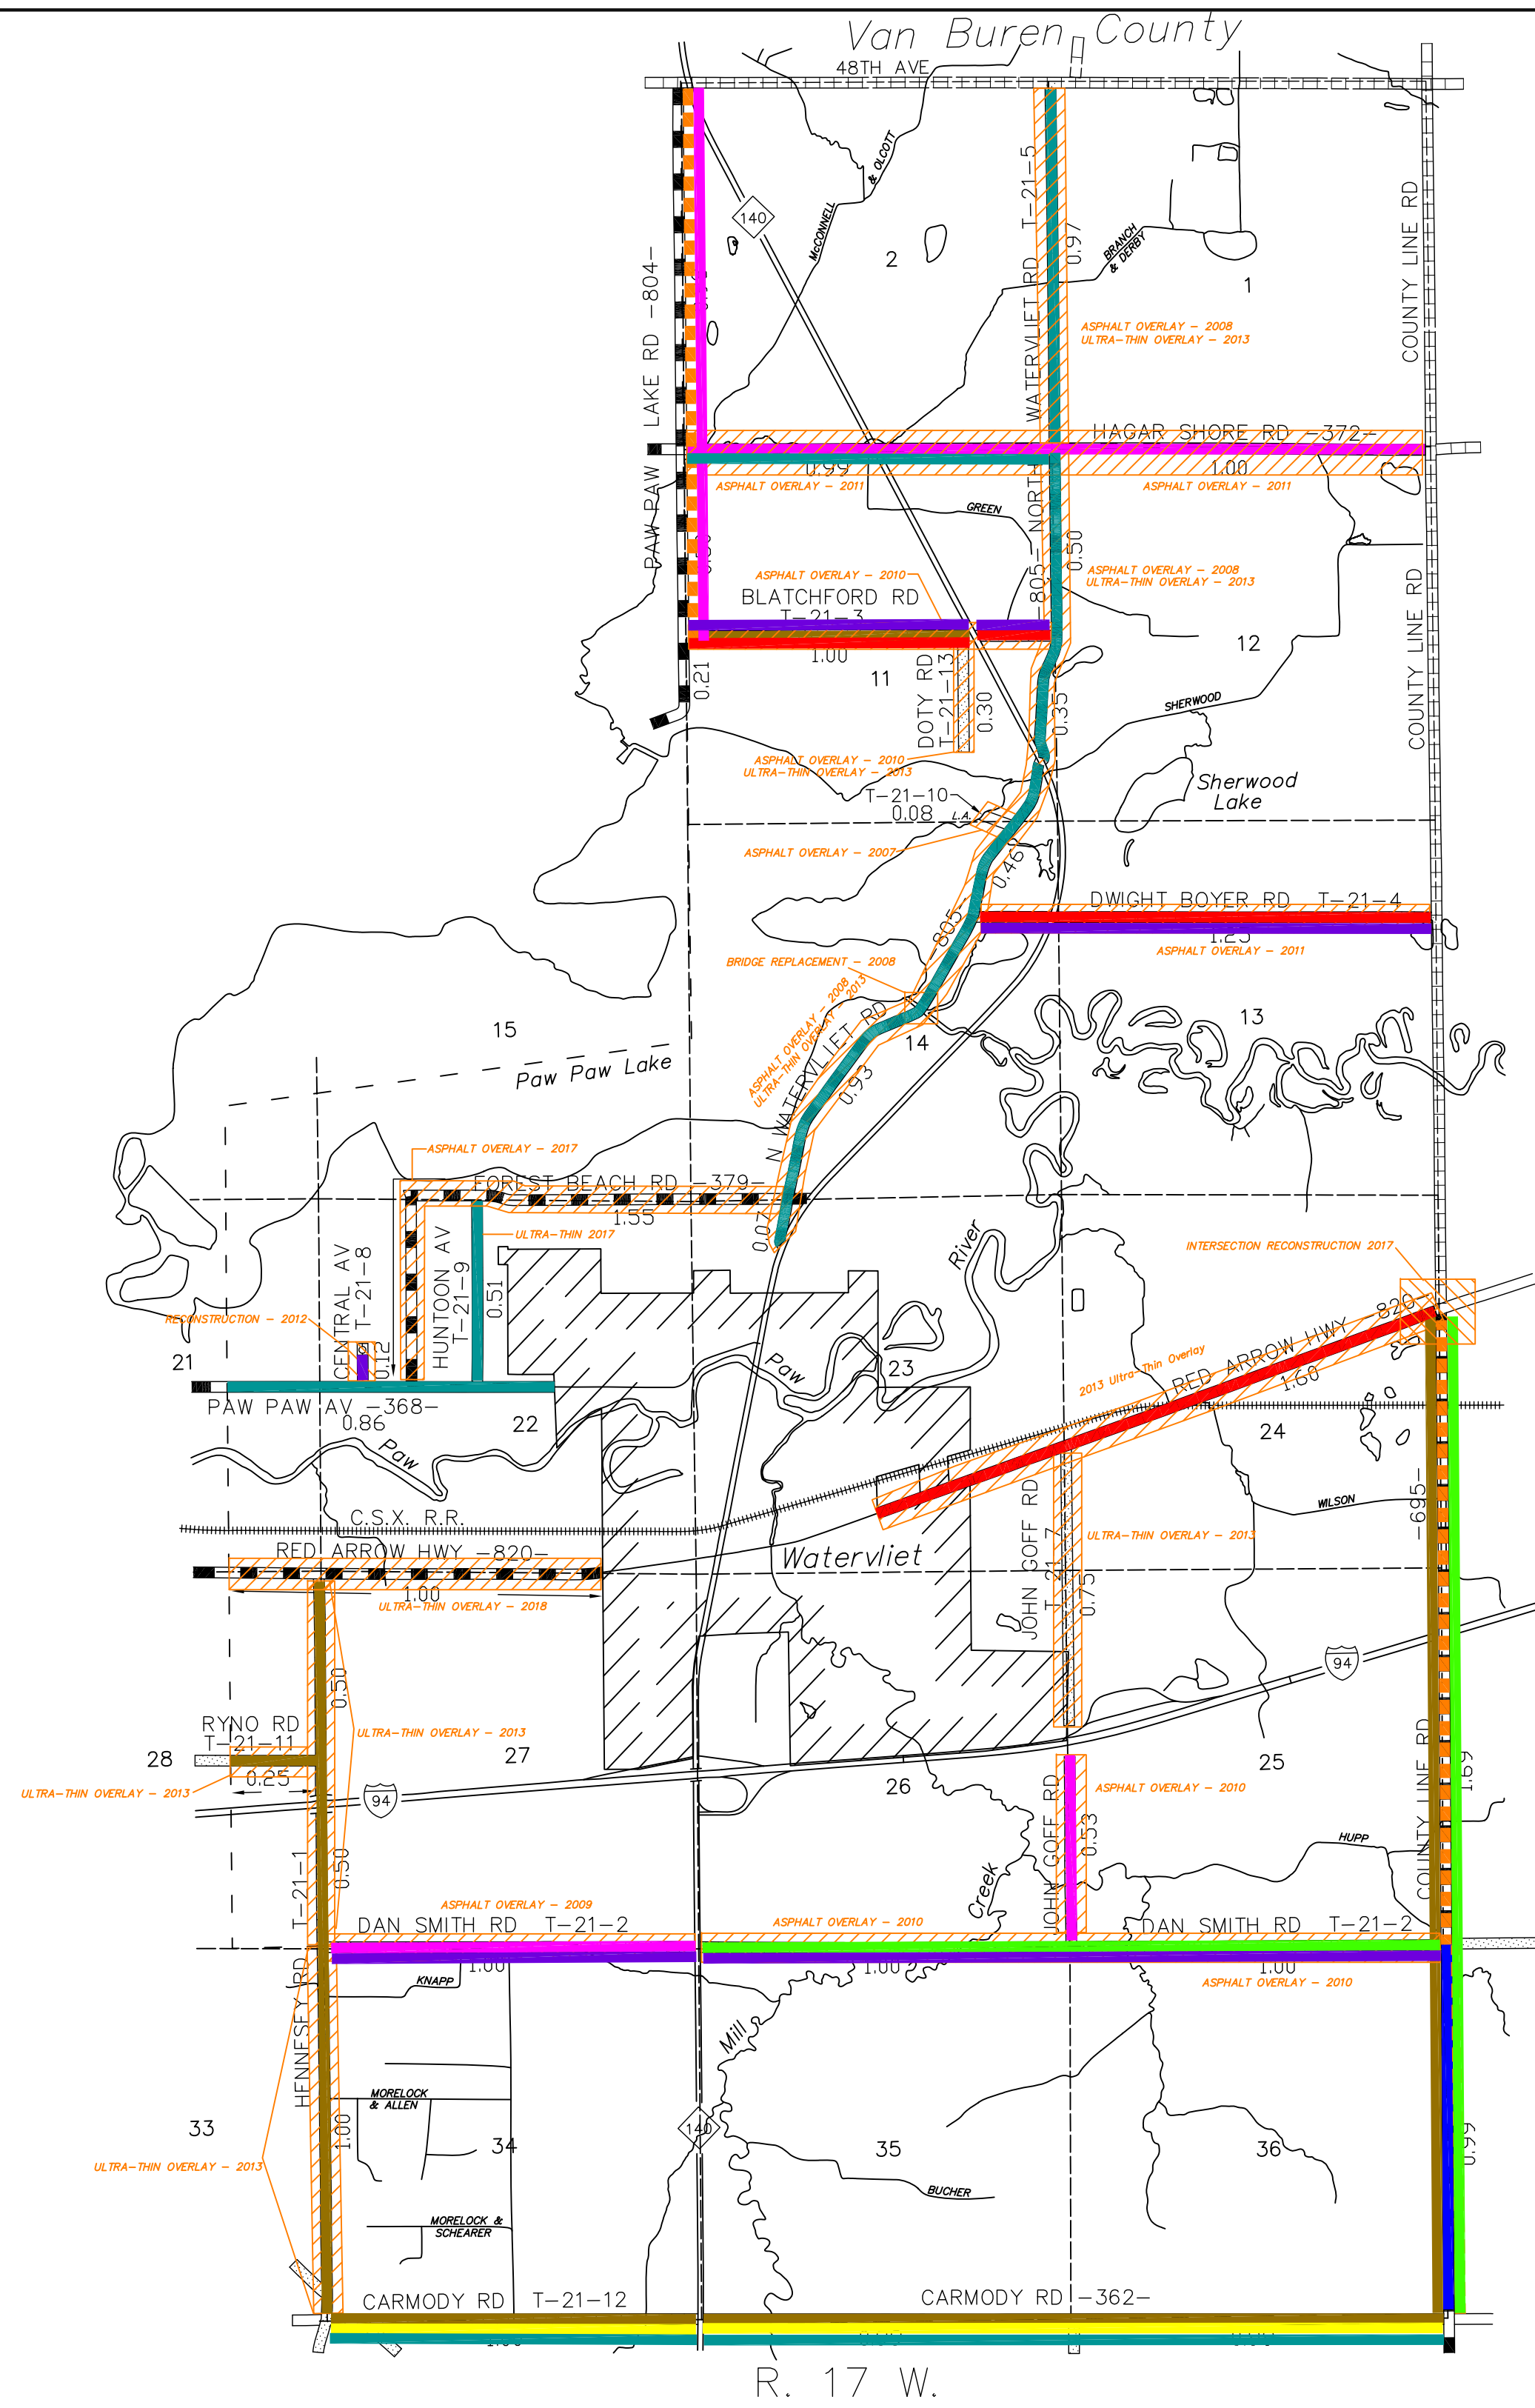 Van Buren County
48TH AVE
McCONNELL
& OLCOTT
140
2
1
T-21-5
0.97
BRANCH
& DERBY
COUNTY LINE RD
PAW PAW LAKE RD -804-
NORTH WATERVLIET RD
ASPHALT OVERLAY - 2008
ULTRA-THIN OVERLAY - 2013
HAGAR SHORE RD -372-
0.99
1.00
ASPHALT OVERLAY - 2011
ASPHALT OVERLAY - 2011
GREEN
-805-
0.50
ASPHALT OVERLAY - 2010
ASPHALT OVERLAY - 2008
ULTRA-THIN OVERLAY - 2013
BLATCHFORD RD
T-21-3
1.00
COUNTY LINE RD
12
11
0.21
DOTY RD
T-21-13
0.30
0.35
SHERWOOD
ASPHALT OVERLAY - 2010
ULTRA-THIN OVERLAY - 2013
Sherwood
Lake
T-21-10
0.08
L.A.
ASPHALT OVERLAY - 2007
0.46
DWIGHT BOYER RD T-21-4
1.25
ASPHALT OVERLAY - 2011
-805-
BRIDGE REPLACEMENT - 2008
ASPHALT OVERLAY - 2008
ULTRA-THIN OVERLAY - 2013
N WATERVLIET RD
0.93
13
14
15
Paw Paw Lake
ASPHALT OVERLAY - 2017
FOREST BEACH RD -379-
1.55
0.07
ULTRA-THIN 2017
River
INTERSECTION RECONSTRUCTION 2017
CENTRAL AV
T-21-8
0.12
HUNTOON AV
T-21-9
0.51
RECONSTRUCTION - 2012
21
PAW PAW AV -368-
0.86
22
Paw
Paw
23
2013 Ultra-Thin Overlay
RED ARROW HWY -820-
1.60
24
C.S.X. R.R.
RED ARROW HWY -820-
1.00
ULTRA-THIN OVERLAY - 2018
Watervliet
JOHN GOFF RD
T-21-7
0.75
ULTRA-THIN OVERLAY - 2013
WILSON
-695-
94
0.50
RYNO RD
T-21-11
0.25
28
ULTRA-THIN OVERLAY - 2013
ULTRA-THIN OVERLAY - 2013
27
94
26
25
1.69
JOHN GOFF RD
0.53
ASPHALT OVERLAY - 2010
HUPP
COUNTY LINE RD
0.50
HENNESEY RD T-21-1
ASPHALT OVERLAY - 2009
DAN SMITH RD T-21-2
ASPHALT OVERLAY - 2010
Creek
DAN SMITH RD T-21-2
1.00
1.00
1.00
ASPHALT OVERLAY - 2010
KNAPP
Mill
MORELOCK
& ALLEN
1.00
33
34
140
35
36
0.99
ULTRA-THIN OVERLAY - 2013
BUCHER
MORELOCK &
SCHEARER
CARMODY RD T-21-12
CARMODY RD -362-
R. 17 W.